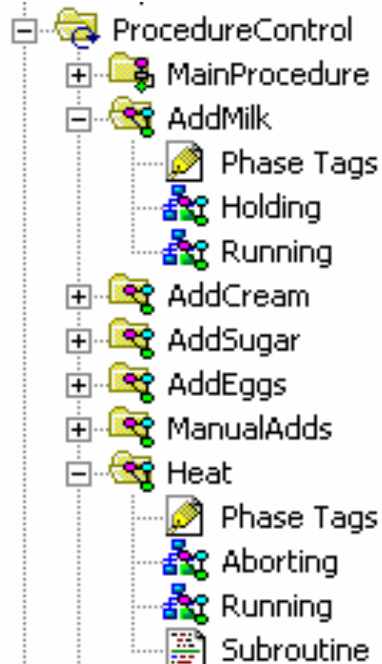 ProcedureControl
MainProcedure
AddMilk
Phase Tags
Holding
Running
AddCream
AddSugar
AddEggs
ManualAdds
Heat
Phase Tags
Aborting
Running
Subroutine